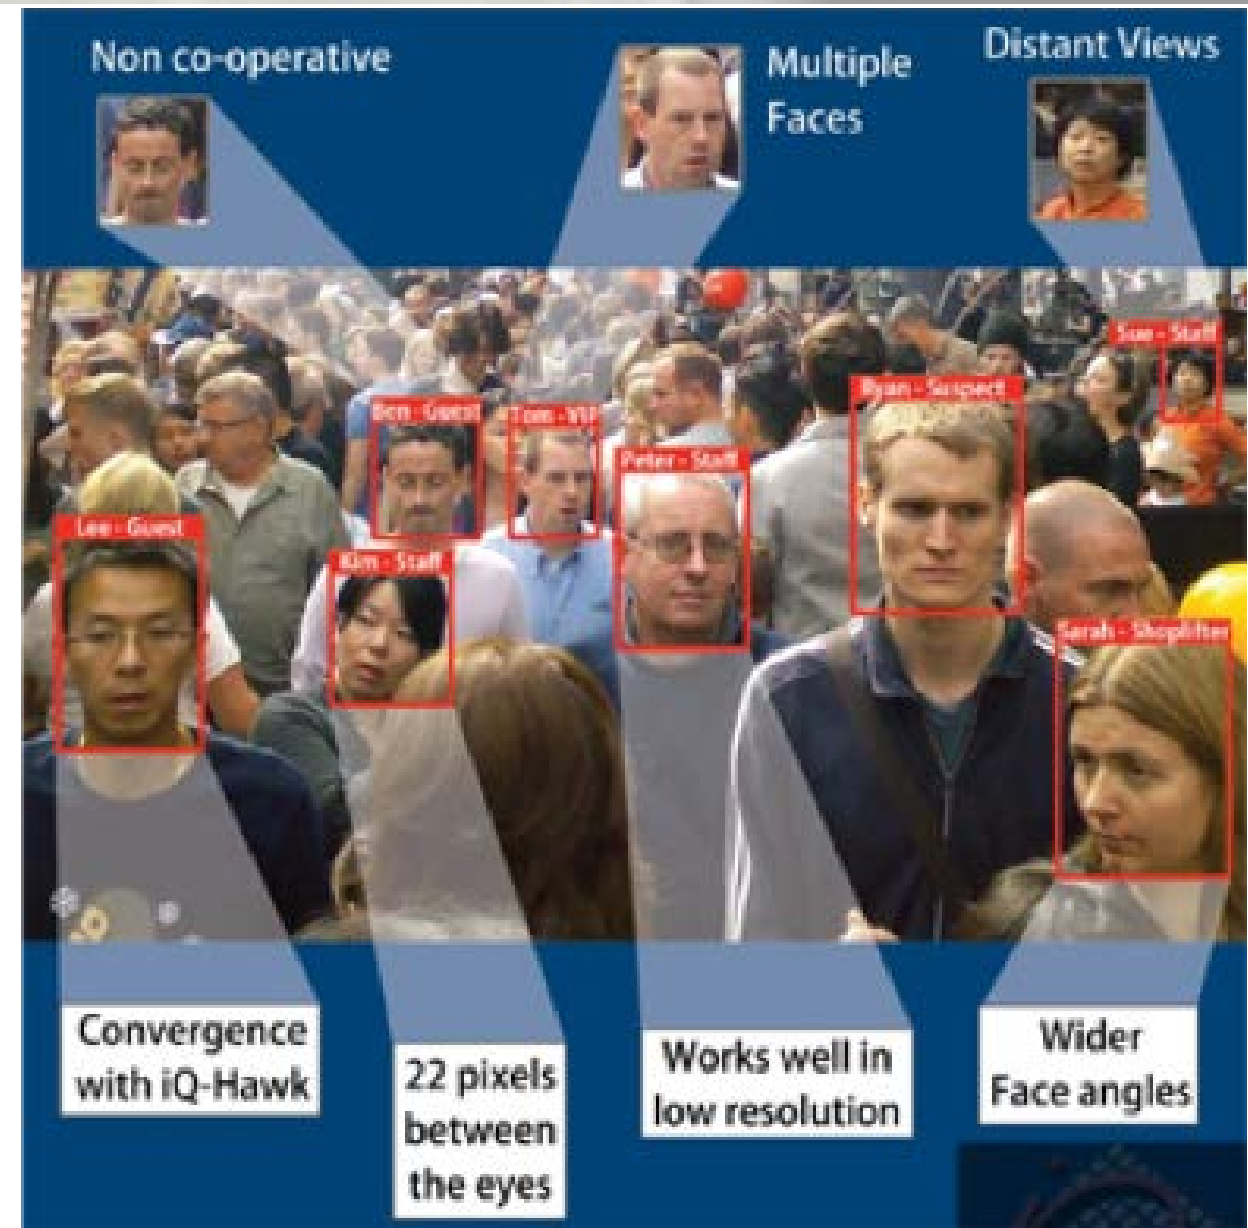 Non co-operative
Multiple
Faces
Distant Views
Sue - Staff
Ryan - Suspect
Ben - Guest
Tom - VIP
Peter - Staff
Lee - Guest
Kim - Staff
Sarah - Shoplifter
Convergence
with iQ-Hawk
22 pixels
between
the eyes
Works well in
low resolution
Wider
Face angles